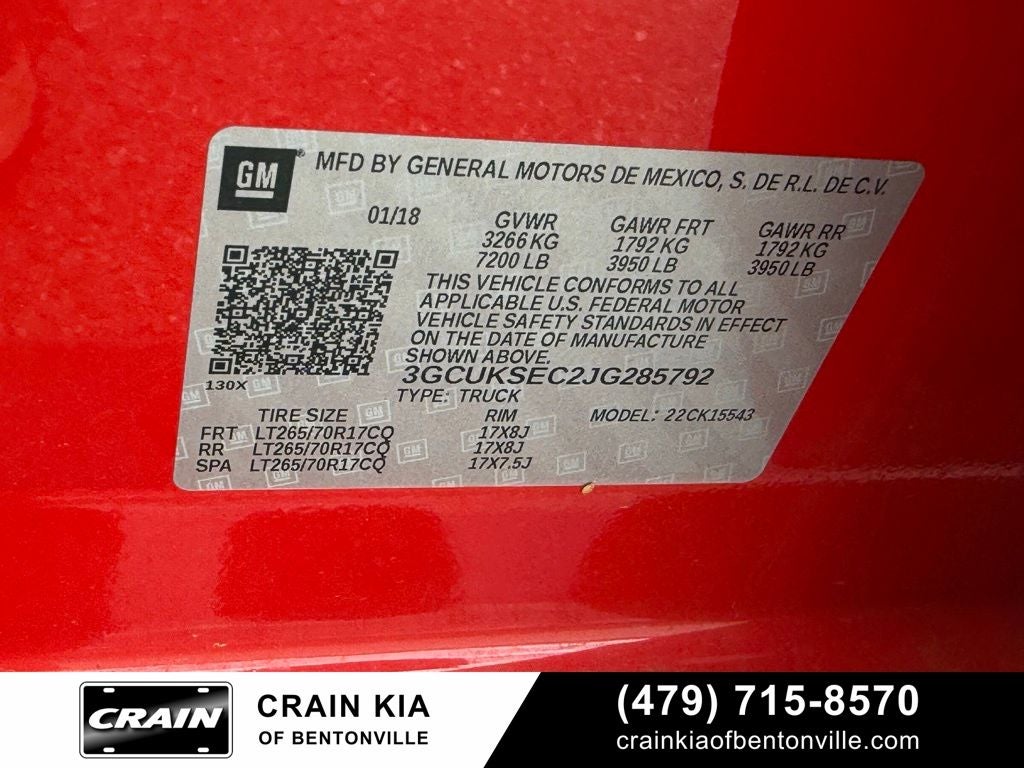 GM
MFD BY GENERAL MOTORS DE MEXICO, S. DE R.L. DE C.V.
01/18
GVWR GAWR FRT GAWR RR
3266 KG 1792 KG 1792 KG
7200 LB 3950 LB 3950 LB
THIS VEHICLE CONFORMS TO ALL
APPLICABLE U.S. FEDERAL MOTOR
VEHICLE SAFETY STANDARDS IN EFFECT
ON THE DATE OF MANUFACTURE
SHOWN ABOVE.
3GCUKSEC2JG285792
130X
TYPE: TRUCK
TIRE SIZE RIM MODEL: 22CK15543
FRT LT265/70R17CQ 17X8J
RR LT265/70R17CQ 17X8J
SPA LT265/70R17CQ 17X7.5J
CRAIN
CRAIN KIA
OF BENTONVILLE
(479) 715-8570
crainkiaofbentonville.com